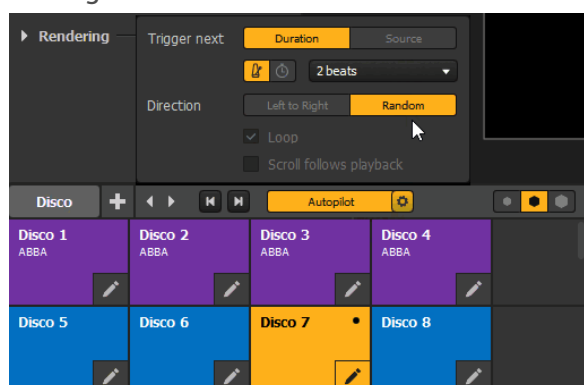 Rendering
Trigger next Duration Source
2 beats
Direction Left to Right Random
Loop
Scroll follows playback
Disco + Autopilot
Disco 1 Disco 2 Disco 3 Disco 4
ABBA ABBA ABBA ABBA
Disco 5 Disco 6 Disco 7 Disco 8